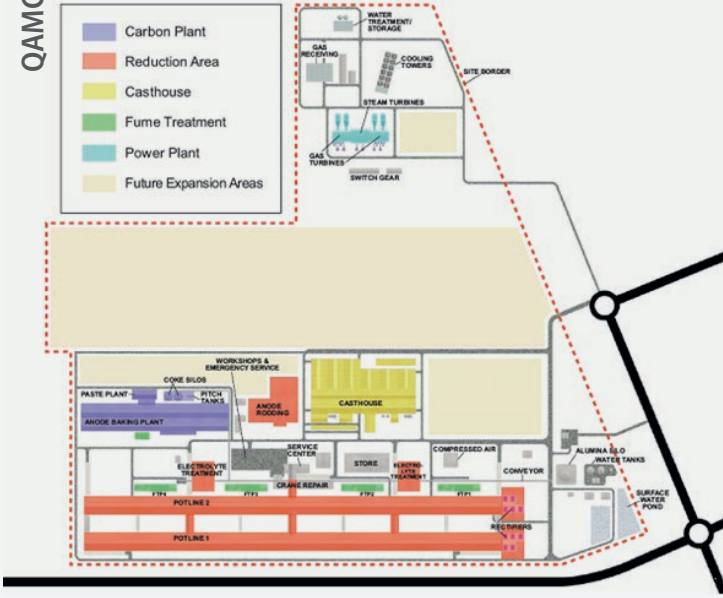 QAMC
Carbon Plant
Reduction Area
Casthouse
Fume Treatment
Power Plant
Future Expansion Areas
WATER
TREATMENT/
STORAGE
GAS
RECEIVING
COOLING
TOWERS
SITE BORDER
STEAM TURBINES
GAS
TURBINES
SWITCH GEAR
WORKSHOPS &
EMERGENCY SERVICE
COKE SILOS
PASTE PLANT
PITCH
TANKS
ANODE BAKING PLANT
ANODE
RODDING
CASTHOUSE
SERVICE
CENTER
ELECTROLYTE
TREATMENT
STORE
ELECTRO-
LYTE
TREATMENT
COMPRESSED AIR
CONVEYOR
ALUMINA SILO
WATER TANKS
CRANE REPAIR
FTP4
FTP3
FTP2
FTP1
SURFACE
WATER
POND
POTLINE 2
RECTIFIERS
POTLINE 1